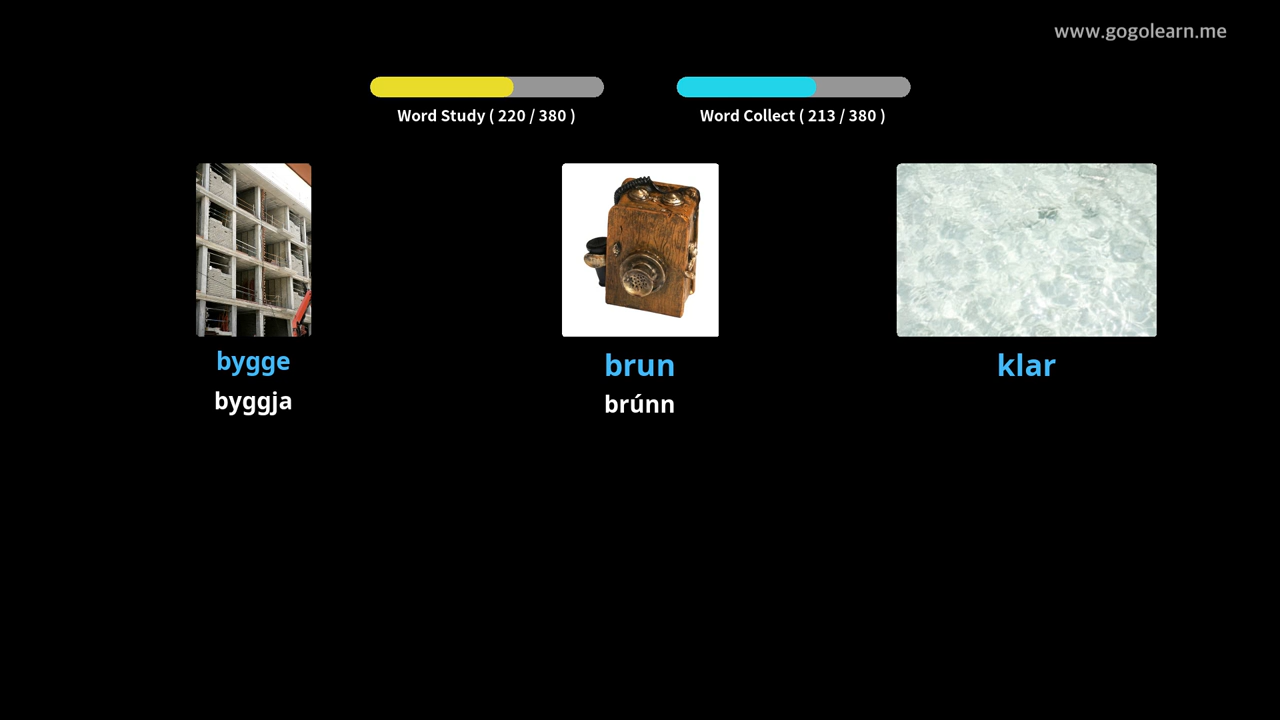 www.gogolearn.me
Word Study ( 220 / 380 )
Word Collect ( 213 / 380 )
bygge
byggja
brun
brúnn
klar